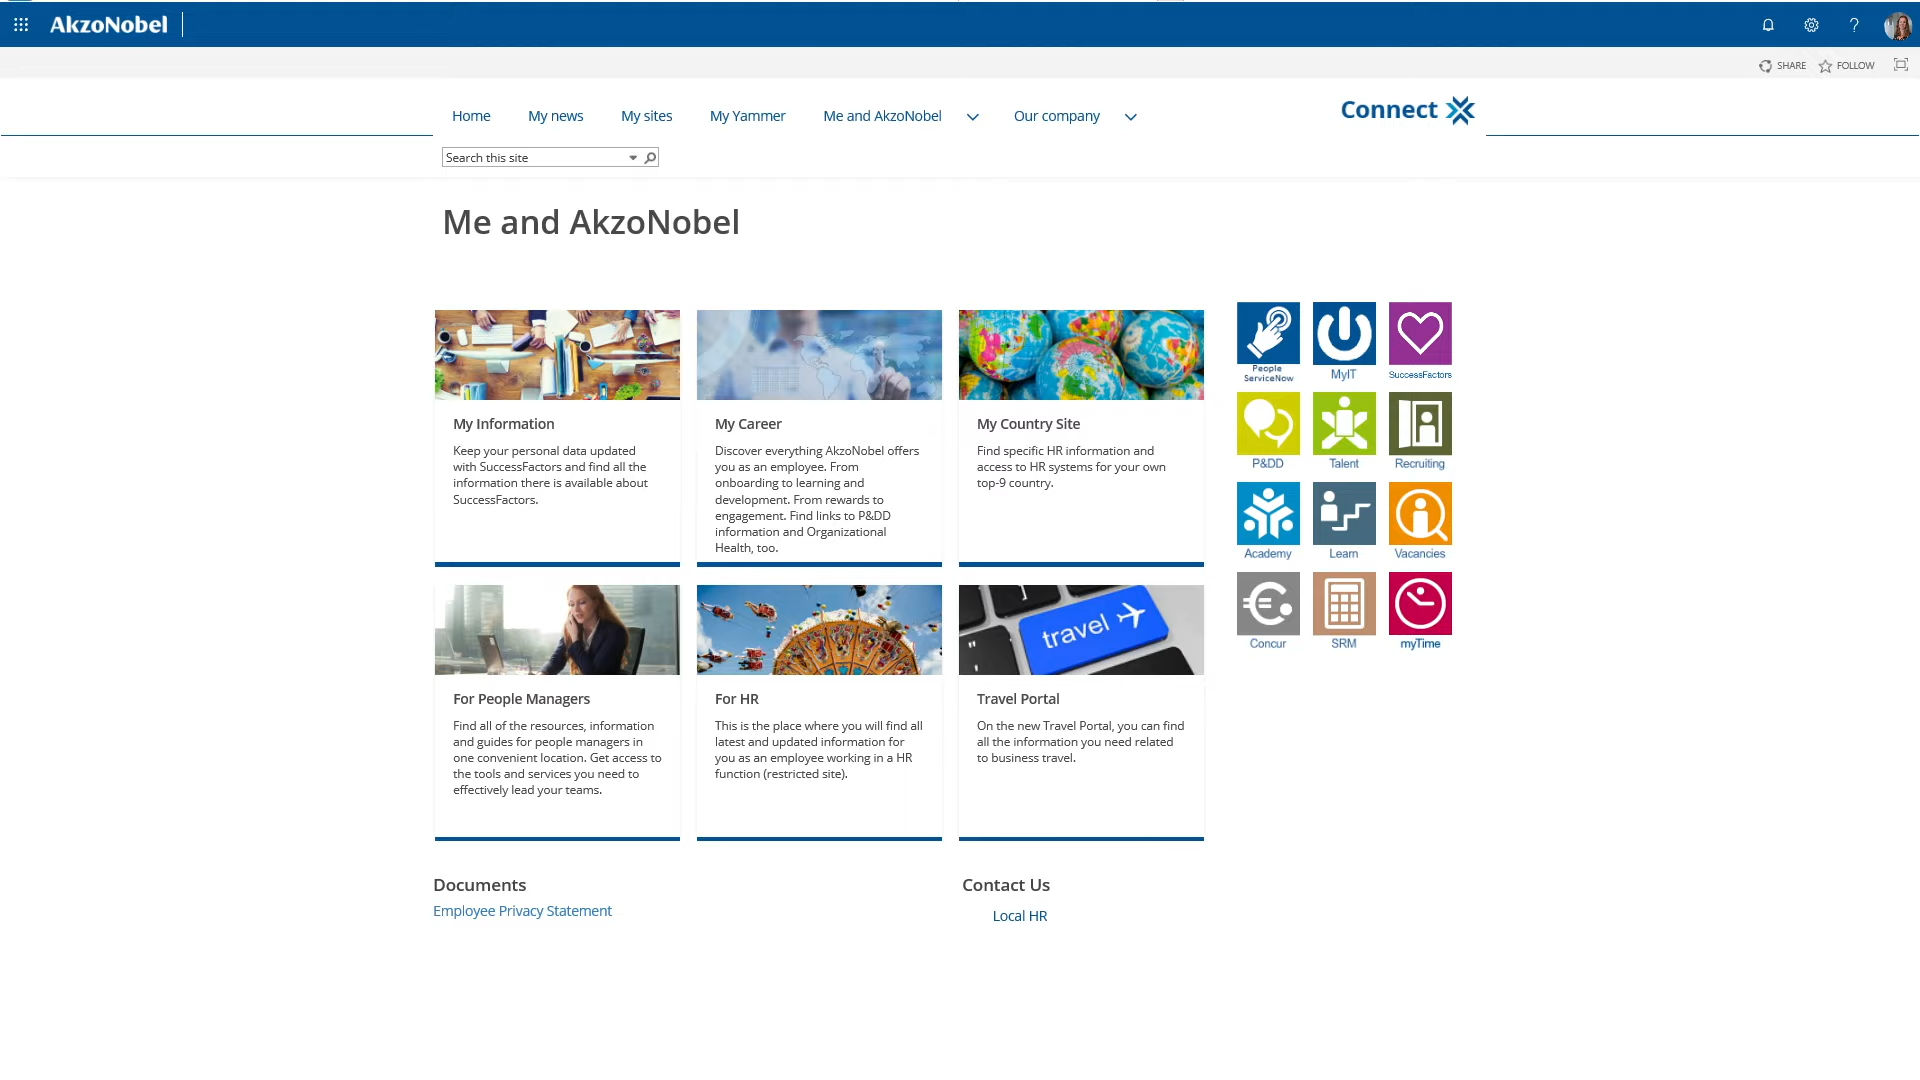 AkzoNobel
SHARE
FOLLOW
Home
My news
My sites
My Yammer
Me and AkzoNobel
Our company
Connect
Search this site
Me and AkzoNobel
My Information
Keep your personal data updated
with SuccessFactors and find all the
information there is available about
SuccessFactors.
My Career
Discover everything AkzoNobel offers
you as an employee. From
onboarding to learning and
development. From rewards to
engagement. Find links to P&DD
information and Organizational
Health, too.
My Country Site
Find specific HR information and
access to HR systems for your own
top-9 country.
People
ServiceNow
MyIT
SuccessFactors
P&DD
Talent
Recruiting
Academy
Learn
Vacancies
Concur
SRM
myTime
For People Managers
Find all of the resources, information
and guides for people managers in
one convenient location. Get access to
the tools and services you need to
effectively lead your teams.
For HR
This is the place where you will find all
latest and updated information for
you as an employee working in a HR
function (restricted site).
travel
Travel Portal
On the new Travel Portal, you can find
all the information you need related
to business travel.
Documents
Employee Privacy Statement
Contact Us
Local HR